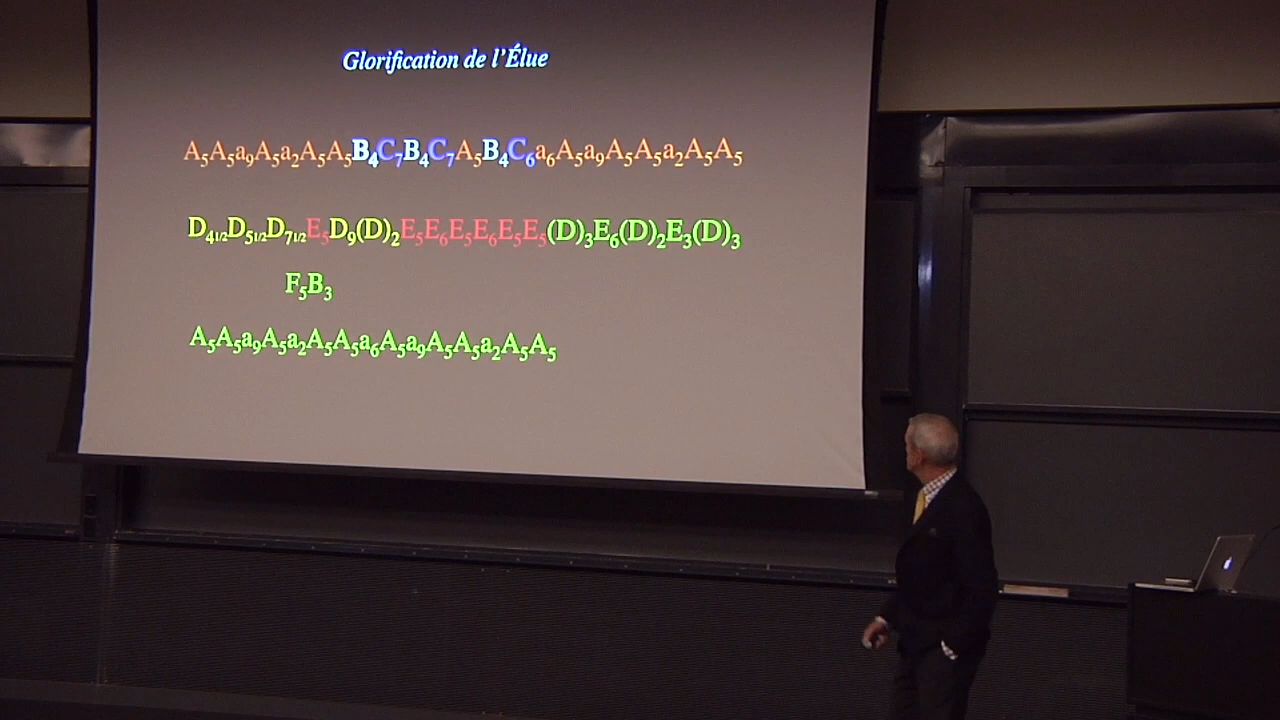 Glorification de l'Élue
A₅A₅a₉A₅a₂A₅A₅B₄C₇B₄C₇A₅B₄C₆a₆A₅a₉A₅A₅a₂A₅A₅
D₄½D₅½D₇½E₅D₉(D)₂E₅E₆E₅E₆E₅E₅(D)₃E₆(D)₂E₃(D)₃
F₅B₃
A₅A₅a₉A₅a₂A₅A₅a₆A₅a₉A₅A₅a₂A₅A₅